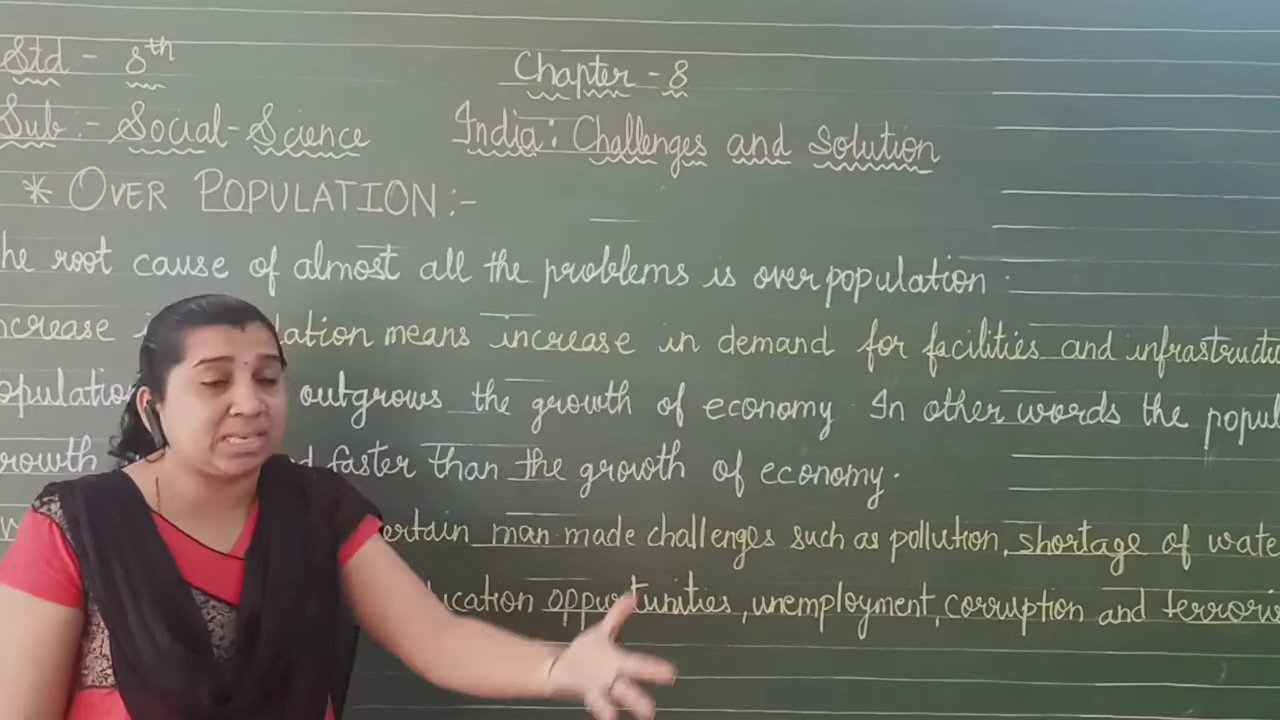 Std - 8th
Chapter - 8
Sub:- Social-Science
India: Challenges and Solution
* OVER POPULATION :-
he root cause of almost all the problems is over population.
ncrease i lation means increase in demand for facilities and infrastructu
opulation outgrows the growth of economy. In other words the popul
rowth d faster than the growth of economy.
ertain man made challenges such as pollution, shortage of wate
ucation oppurtunities, unemployment, corruption and terroris